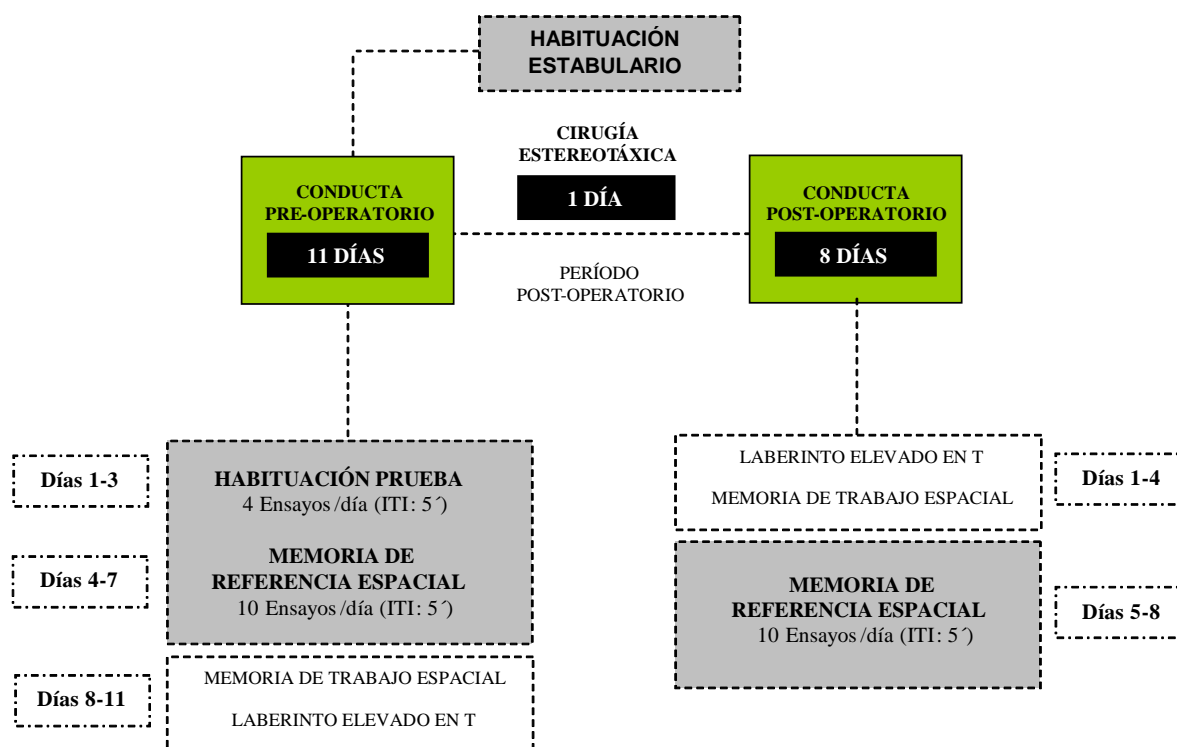 HABITUACIÓN
ESTABULARIO
CIRUGÍA
ESTEREOTÁXICA
1 DÍA
CONDUCTA
PRE-OPERATORIO
11 DÍAS
CONDUCTA
POST-OPERATORIO
8 DÍAS
PERÍODO
POST-OPERATORIO
Días 1-3
HABITUACIÓN PRUEBA
4 Ensayos/día (ITI: 5´)
Días 4-7
MEMORIA DE
REFERENCIA ESPACIAL
10 Ensayos/día (ITI: 5´)
Días 8-11
MEMORIA DE TRABAJO ESPACIAL
LABERINTO ELEVADO EN T
LABERINTO ELEVADO EN T
MEMORIA DE TRABAJO ESPACIAL
Días 1-4
MEMORIA DE
REFERENCIA ESPACIAL
10 Ensayos/día (ITI: 5´)
Días 5-8